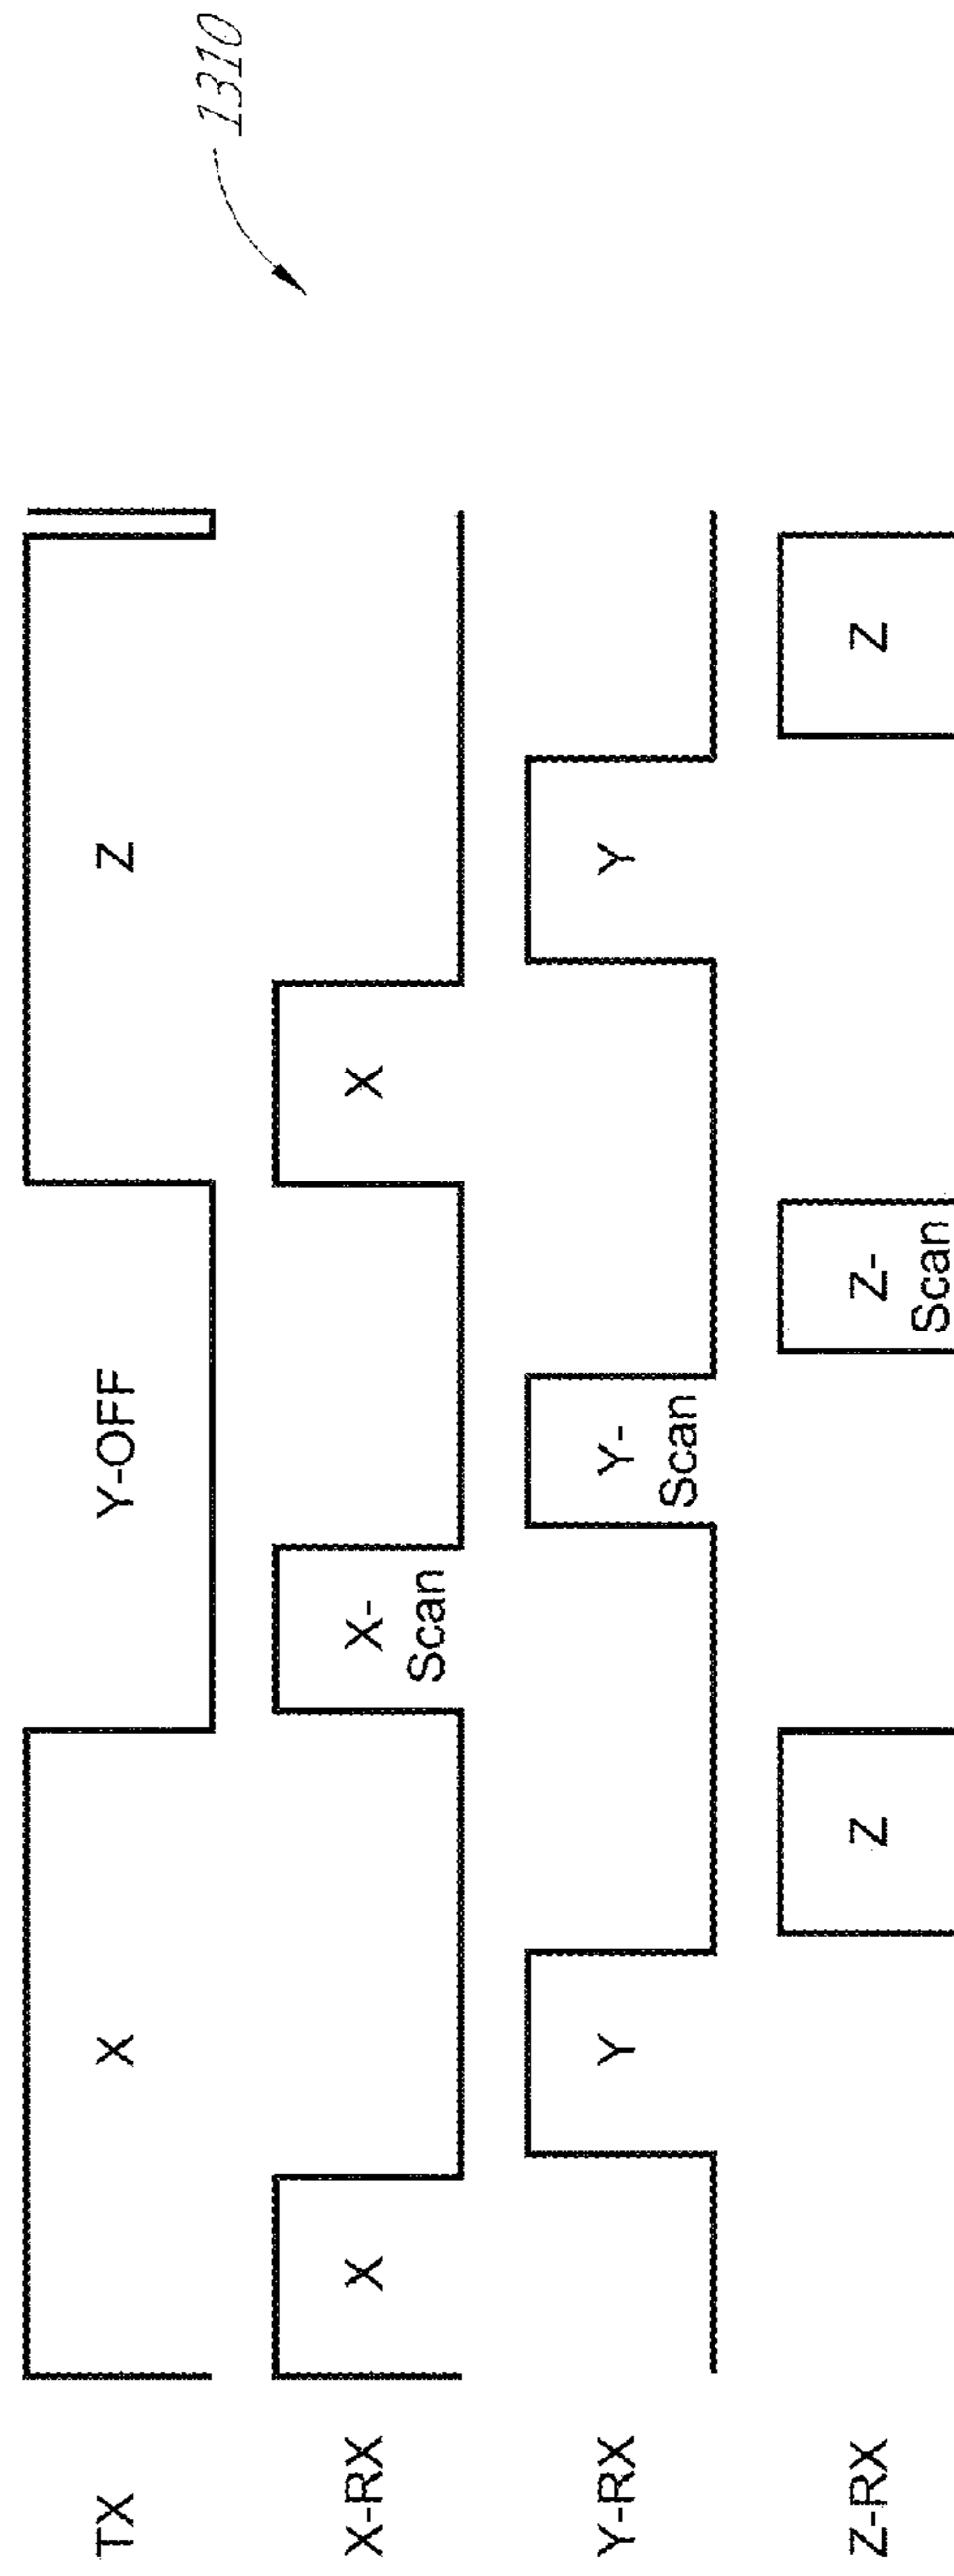 1310
TX
X
Y-OFF
Z
X-RX
X
X-
Scan
X
Y-RX
Y
Y-
Scan
Y
Z-RX
Z
Z-
Scan
Z